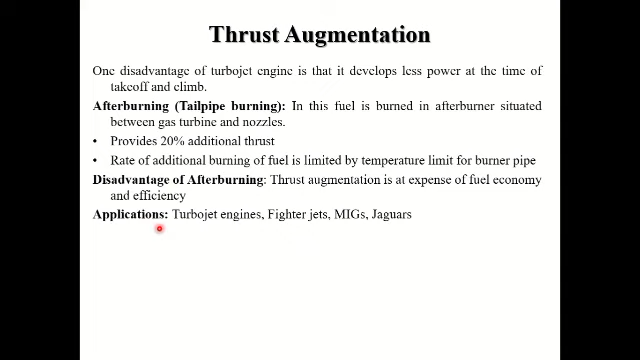 Thrust Augmentation
One disadvantage of turbojet engine is that it develops less power at the time of
takeoff and climb.
Afterburning (Tailpipe burning): In this fuel is burned in afterburner situated
between gas turbine and nozzles.
• Provides 20% additional thrust
• Rate of additional burning of fuel is limited by temperature limit for burner pipe
Disadvantage of Afterburning: Thrust augmentation is at expense of fuel economy
and efficiency
Applications: Turbojet engines, Fighter jets, MIGs, Jaguars